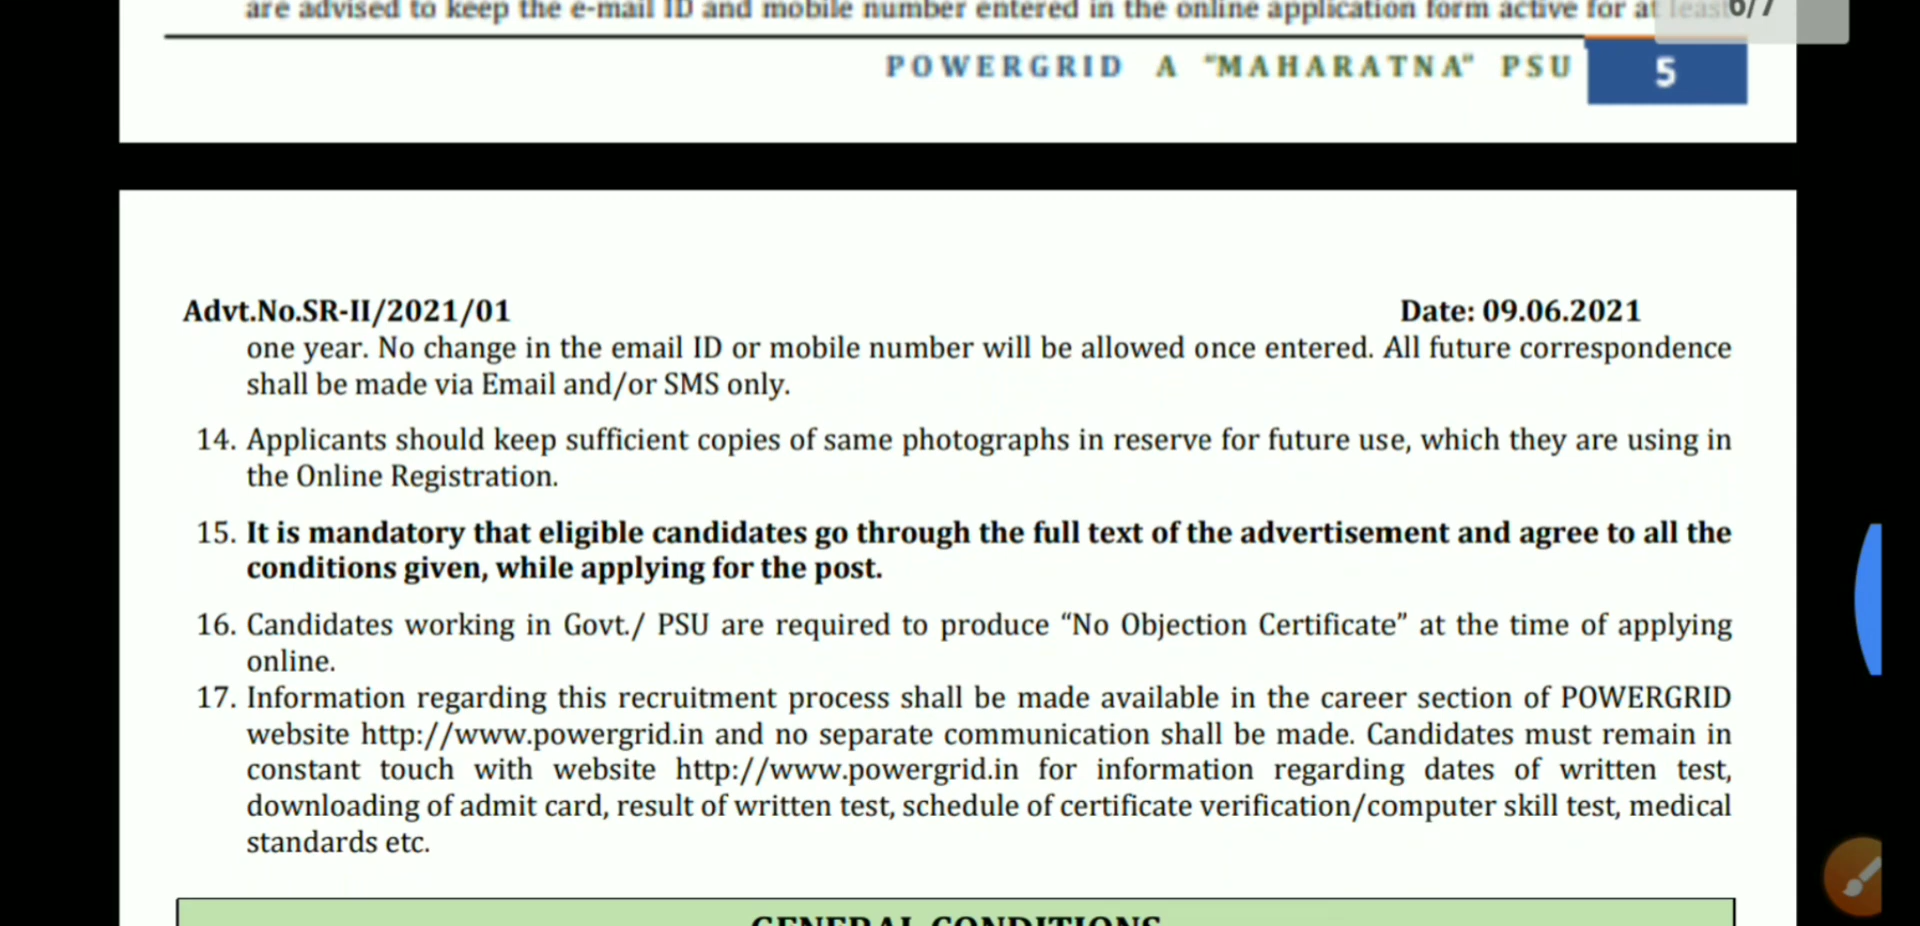 are advised to keep the e-mail ID and mobile number entered in the online application form active for at least
6/7
POWERGRID A "MAHARATNA" PSU 5
Advt.No.SR-II/2021/01 Date: 09.06.2021
one year. No change in the email ID or mobile number will be allowed once entered. All future correspondence
shall be made via Email and/or SMS only.
14. Applicants should keep sufficient copies of same photographs in reserve for future use, which they are using in
the Online Registration.
15. It is mandatory that eligible candidates go through the full text of the advertisement and agree to all the
conditions given, while applying for the post.
16. Candidates working in Govt./ PSU are required to produce “No Objection Certificate” at the time of applying
online.
17. Information regarding this recruitment process shall be made available in the career section of POWERGRID
website http://www.powergrid.in and no separate communication shall be made. Candidates must remain in
constant touch with website http://www.powergrid.in for information regarding dates of written test,
downloading of admit card, result of written test, schedule of certificate verification/computer skill test, medical
standards etc.
GENERAL CONDITIONS